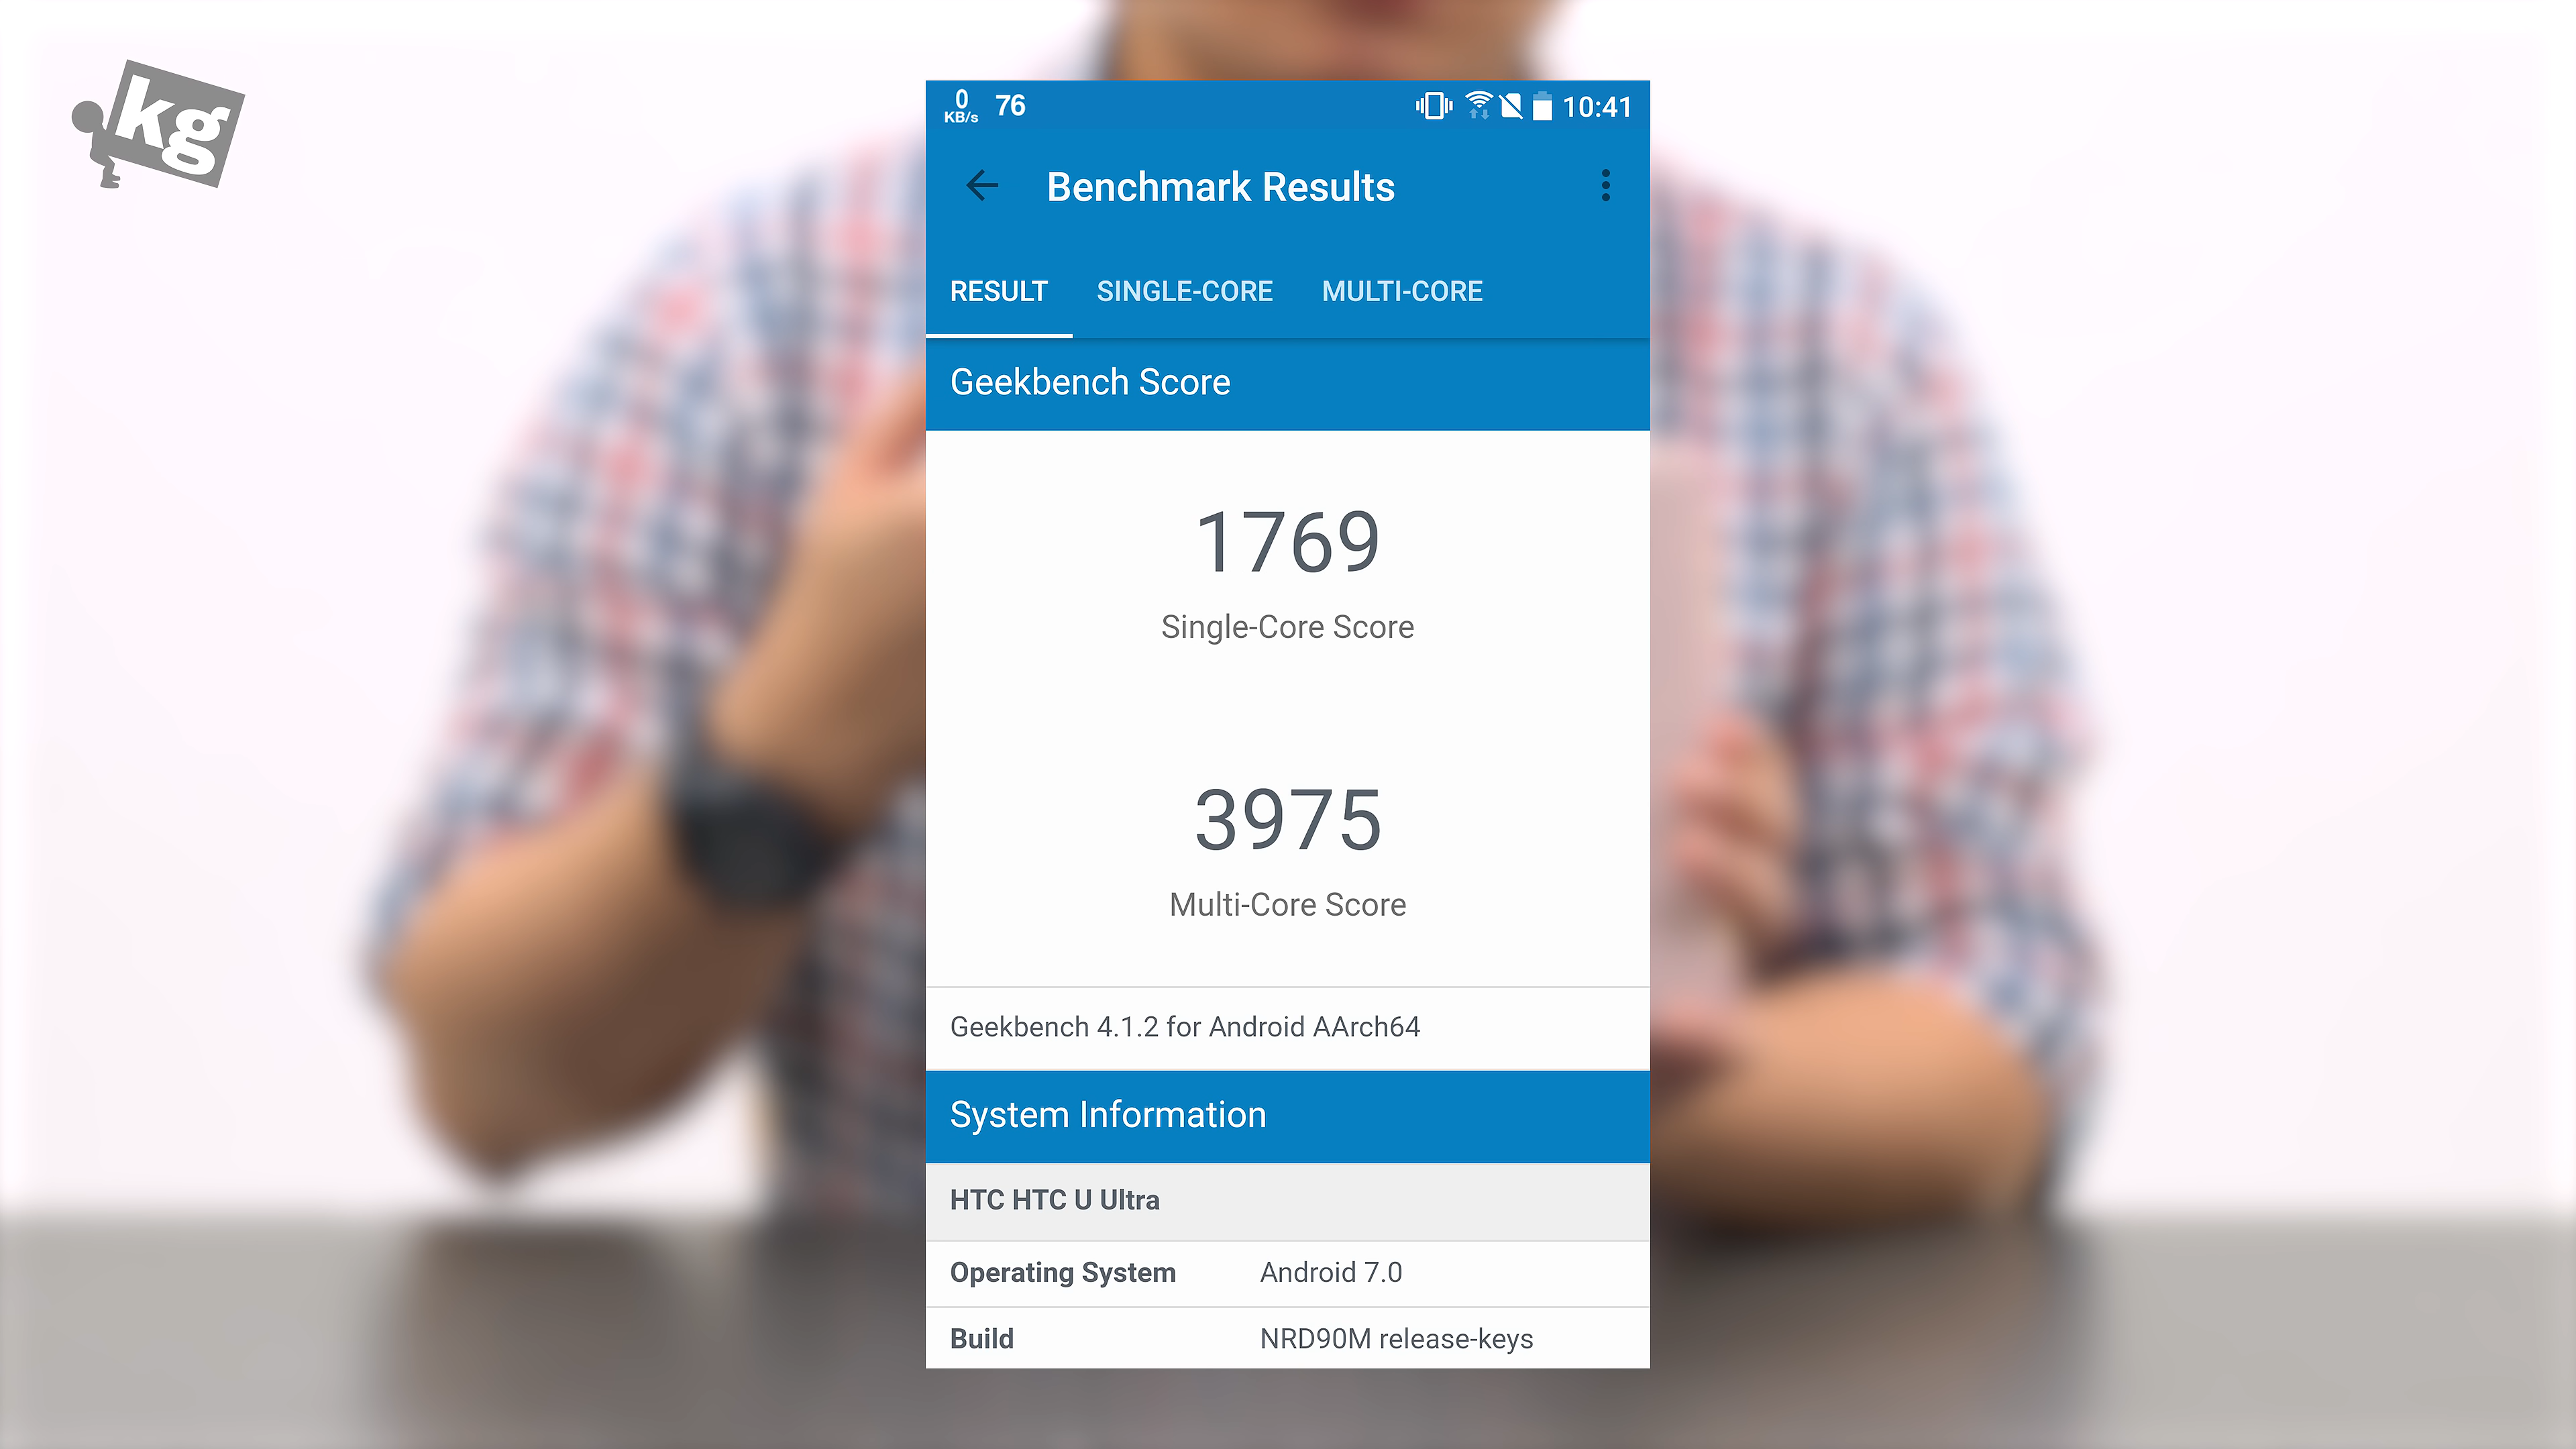 kg
0
KB/s
76
10:41
Benchmark Results
RESULT SINGLE-CORE MULTI-CORE
Geekbench Score
1769
Single-Core Score
3975
Multi-Core Score
Geekbench 4.1.2 for Android AArch64
System Information
HTC HTC U Ultra
Operating System Android 7.0
Build NRD90M release-keys